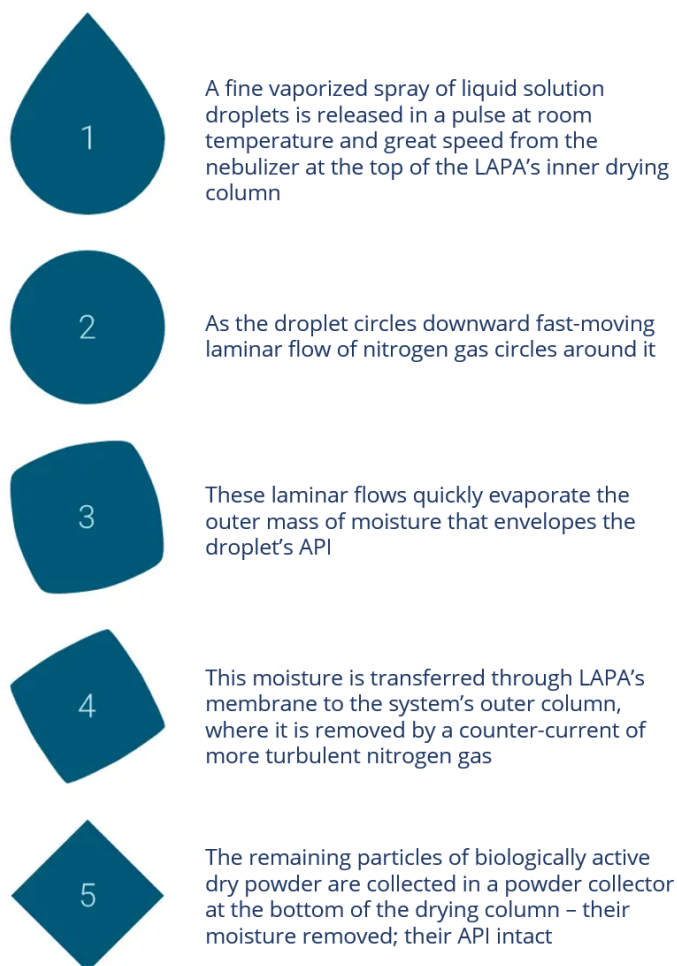 1
A fine vaporized spray of liquid solution
droplets is released in a pulse at room
temperature and great speed from the
nebulizer at the top of the LAPA’s inner drying
column
2
As the droplet circles downward fast-moving
laminar flow of nitrogen gas circles around it
3
These laminar flows quickly evaporate the
outer mass of moisture that envelopes the
droplet’s API
4
This moisture is transferred through LAPA’s
membrane to the system’s outer column,
where it is removed by a counter-current of
more turbulent nitrogen gas
5
The remaining particles of biologically active
dry powder are collected in a powder collector
at the bottom of the drying column – their
moisture removed; their API intact